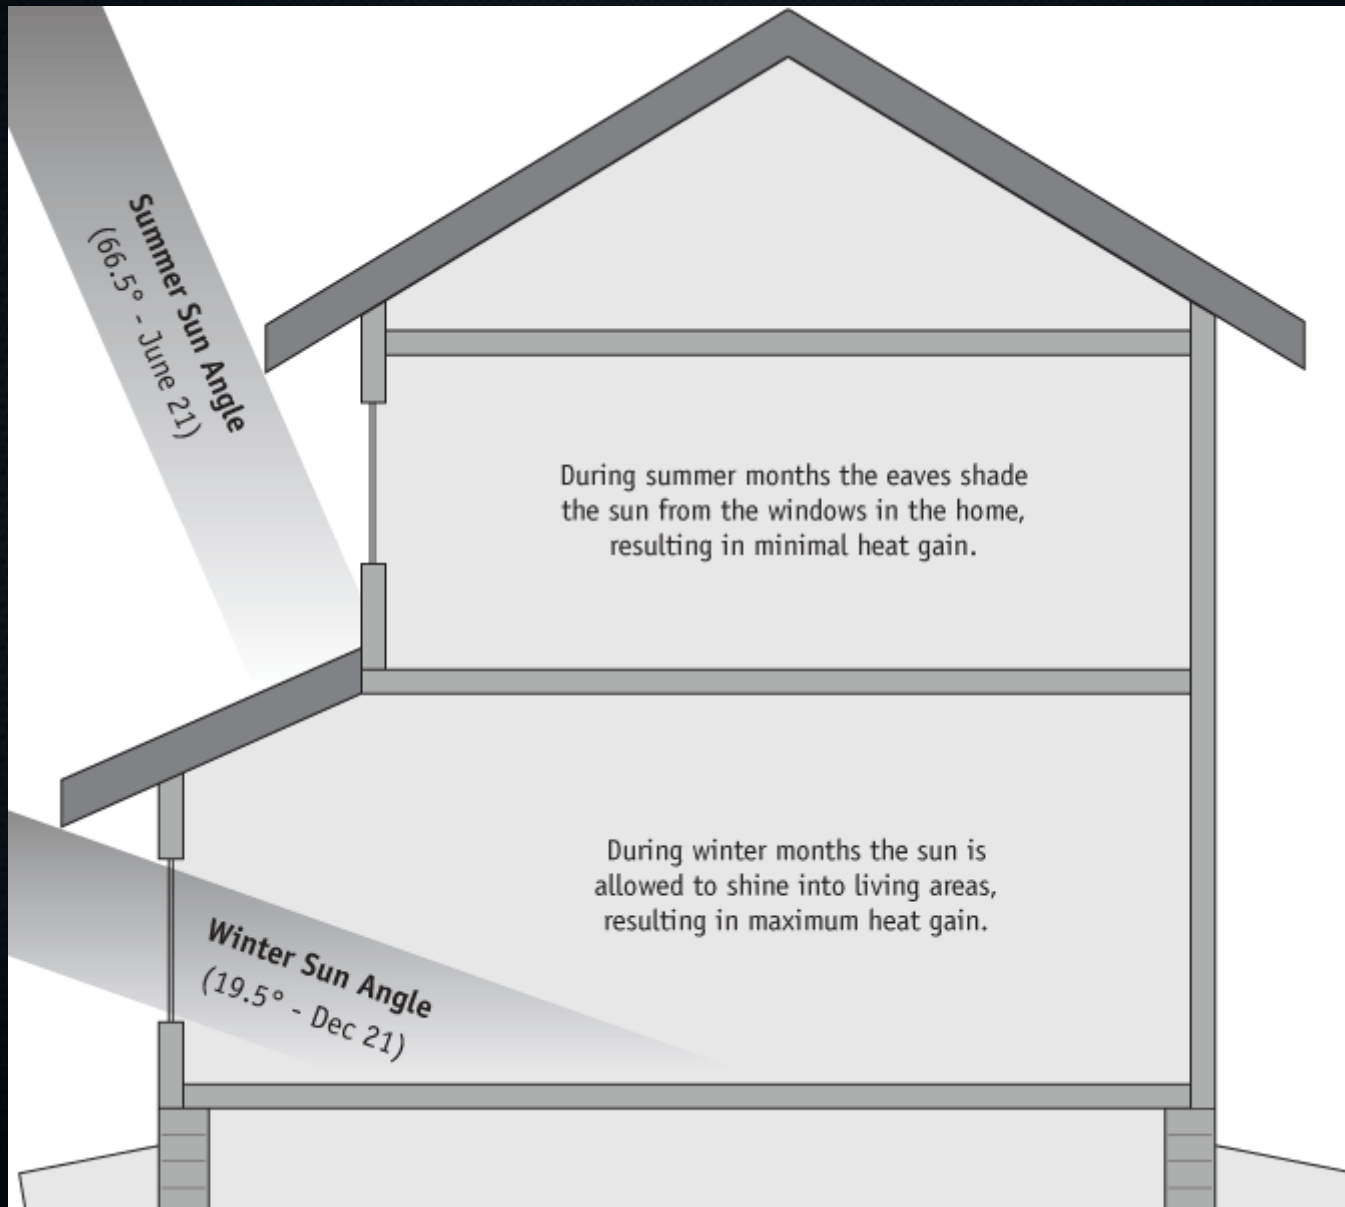 Summer Sun Angle
(66.5° - June 21)
During summer months the eaves shade
the sun from the windows in the home,
resulting in minimal heat gain.
During winter months the sun is
allowed to shine into living areas,
resulting in maximum heat gain.
Winter Sun Angle
(19.5° - Dec 21)